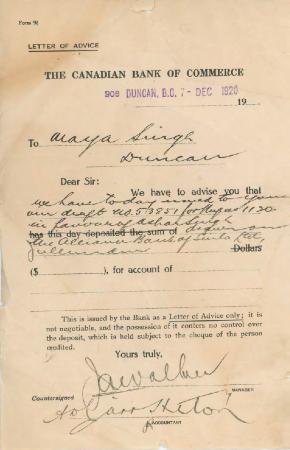 Form 98
LETTER OF ADVICE
THE CANADIAN BANK OF COMMERCE
908 DUNCAN, B.C. 7 - DEC 1920
19
To Maya Singh
Duncan
Dear Sir:
We have to advise you that
we have today issued to you
our draft No. 53851 for Rupees 1130
in favour of
has this day deposited the sum of drawn on
the Alliance Bank of Simla Ltd,
Jullundur Dollars
($ ), for account of
This is issued by the Bank as a Letter of Advice only; it is
not negotiable, and the possession of it confers no control over
the deposit, which is held subject to the cheque of the person
credited.
Yours truly,
MANAGER
Countersigned
ACCOUNTANT